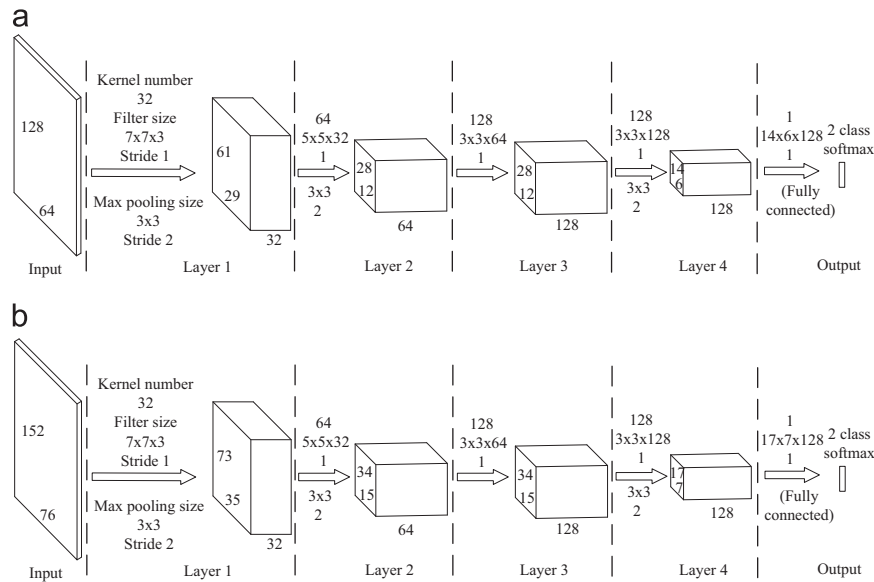 a
128
64
Input
Kernel number
32
Filter size
7x7x3
Stride 1
Max pooling size
3x3
Stride 2
Layer 1
61
29
32
64
5x5x32
1
3x3
2
Layer 2
28
12
64
128
3x3x64
1
Layer 3
28
12
128
128
3x3x128
1
3x3
2
Layer 4
14
6
128
1
14x6x128
1
(Fully
connected)
2 class
softmax
Output
b
152
76
Input
Kernel number
32
Filter size
7x7x3
Stride 1
Max pooling size
3x3
Stride 2
Layer 1
73
35
32
64
5x5x32
1
3x3
2
Layer 2
34
15
64
128
3x3x64
1
Layer 3
34
15
128
128
3x3x128
1
3x3
2
Layer 4
17
7
128
1
17x7x128
1
(Fully
connected)
2 class
softmax
Output